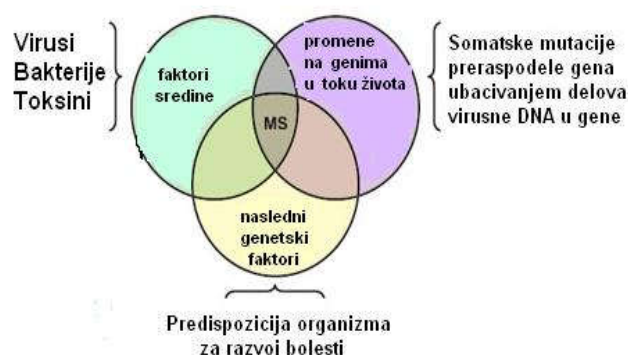 Virusi
Bakterije
Toksini
faktori
sredine
promene
na genima
u toku života
Somatske mutacije
preraspodele gena
ubacivanjem delova
virusne DNA u gene
MS
nasledni
genetski
faktori
Predispozicija organizma
za razvoj bolesti